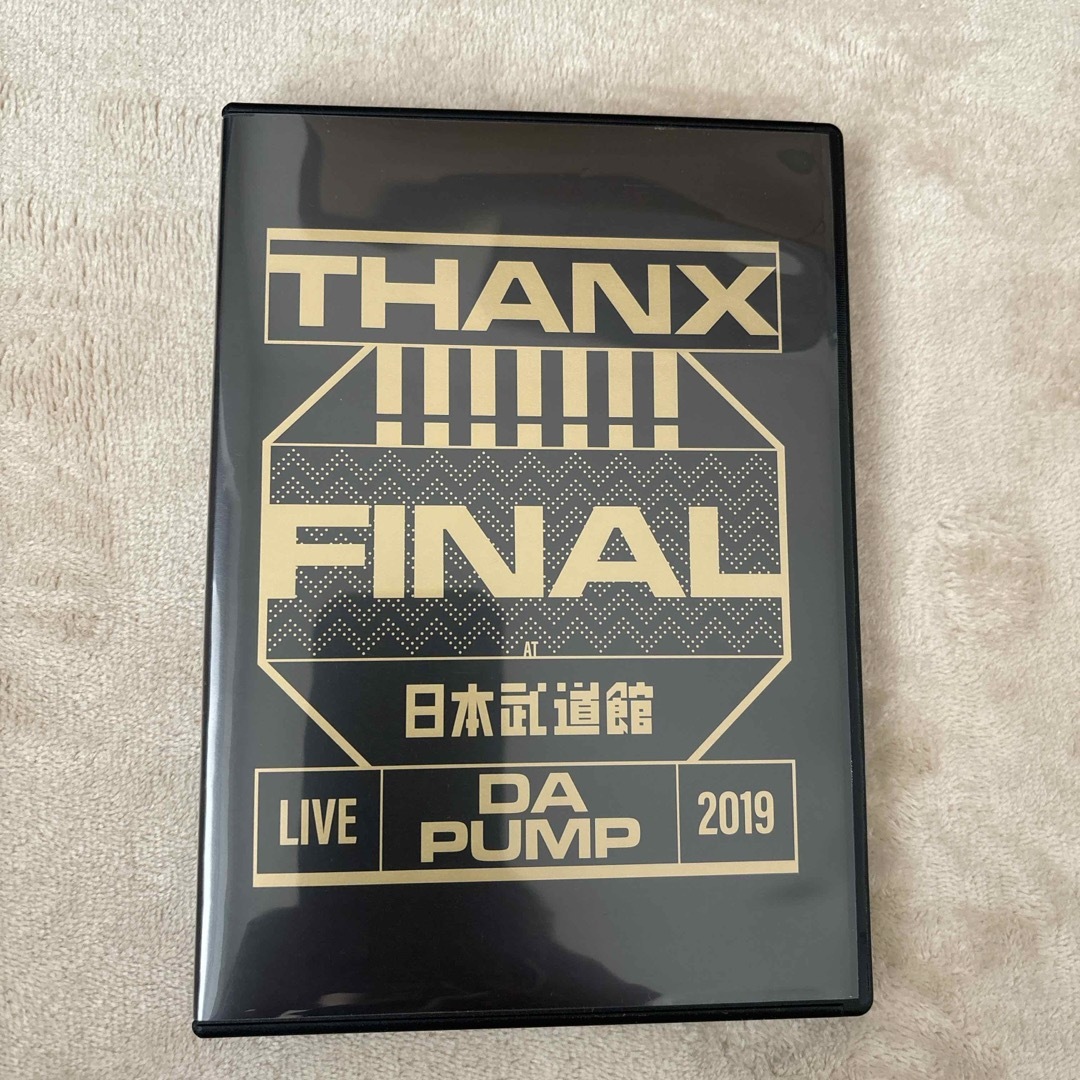 THANX
!!!!!!!
FINAL
AT
日本武道館
LIVE
DA
PUMP
2019